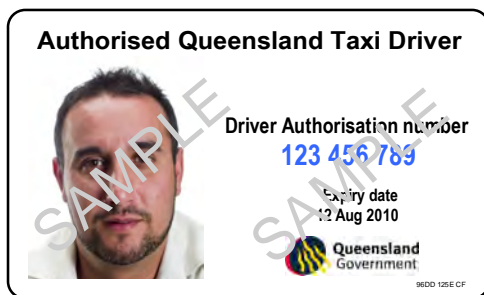 Authorised Queensland Taxi Driver
SAMPLE
Driver Authorisation number
123 456 789
SAMPLE
Expiry date
12 Aug 2010
Queensland
Government
96DD 125E CF